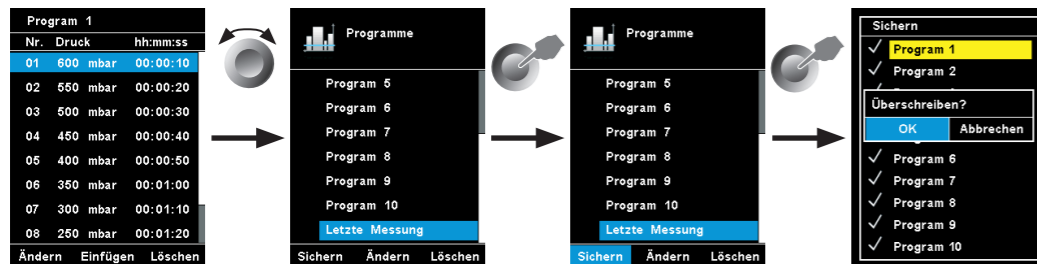 Program 1
Nr. Druck hh:mm:ss
01 600 mbar 00:00:10
02 550 mbar 00:00:20
03 500 mbar 00:00:30
04 450 mbar 00:00:40
05 400 mbar 00:00:50
06 350 mbar 00:01:00
07 300 mbar 00:01:10
08 250 mbar 00:01:20
Ändern Einfügen Löschen
Programme
Program 5
Program 6
Program 7
Program 8
Program 9
Program 10
Letzte Messung
Sichern Ändern Löschen
Programme
Program 5
Program 6
Program 7
Program 8
Program 9
Program 10
Letzte Messung
Sichern Ändern Löschen
Sichern
Program 1
Program 2
Überschreiben?
OK Abbrechen
Program 6
Program 7
Program 8
Program 9
Program 10